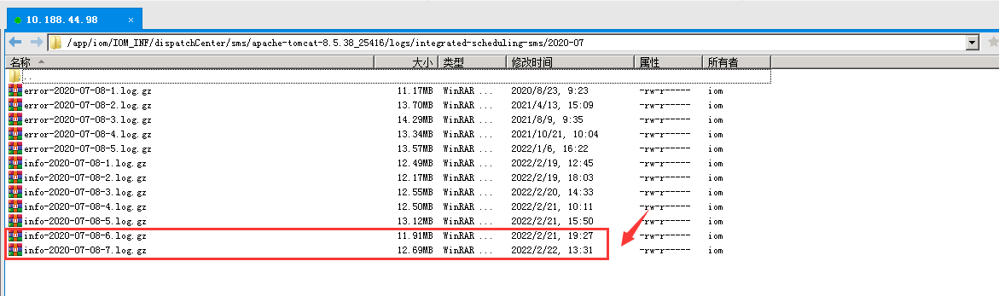 10.188.44.98 ×
/app/iom/IOM_INF/dispatchCenter/sms/apache-tomcat-8.5.38_25416/logs/integrated-scheduling-sms/2020-07
名称 大小 类型 修改时间 属性 所有者
..
error-2020-07-08-1.log.gz 11.17MB WinRAR ... 2020/8/23, 9:23 -rw-r----- iom
error-2020-07-08-2.log.gz 13.70MB WinRAR ... 2021/4/13, 15:09 -rw-r----- iom
error-2020-07-08-3.log.gz 14.29MB WinRAR ... 2021/8/9, 9:35 -rw-r----- iom
error-2020-07-08-4.log.gz 13.34MB WinRAR ... 2021/10/21, 10:04 -rw-r----- iom
error-2020-07-08-5.log.gz 13.57MB WinRAR ... 2022/1/6, 16:22 -rw-r----- iom
info-2020-07-08-1.log.gz 12.49MB WinRAR ... 2022/2/19, 12:45 -rw-r----- iom
info-2020-07-08-2.log.gz 12.17MB WinRAR ... 2022/2/19, 18:03 -rw-r----- iom
info-2020-07-08-3.log.gz 12.55MB WinRAR ... 2022/2/20, 14:33 -rw-r----- iom
info-2020-07-08-4.log.gz 12.50MB WinRAR ... 2022/2/21, 10:11 -rw-r----- iom
info-2020-07-08-5.log.gz 13.12MB WinRAR ... 2022/2/21, 15:50 -rw-r----- iom
info-2020-07-08-6.log.gz 11.91MB WinRAR ... 2022/2/21, 19:27 -rw-r----- iom
info-2020-07-08-7.log.gz 12.69MB WinRAR ... 2022/2/22, 13:31 -rw-r----- iom